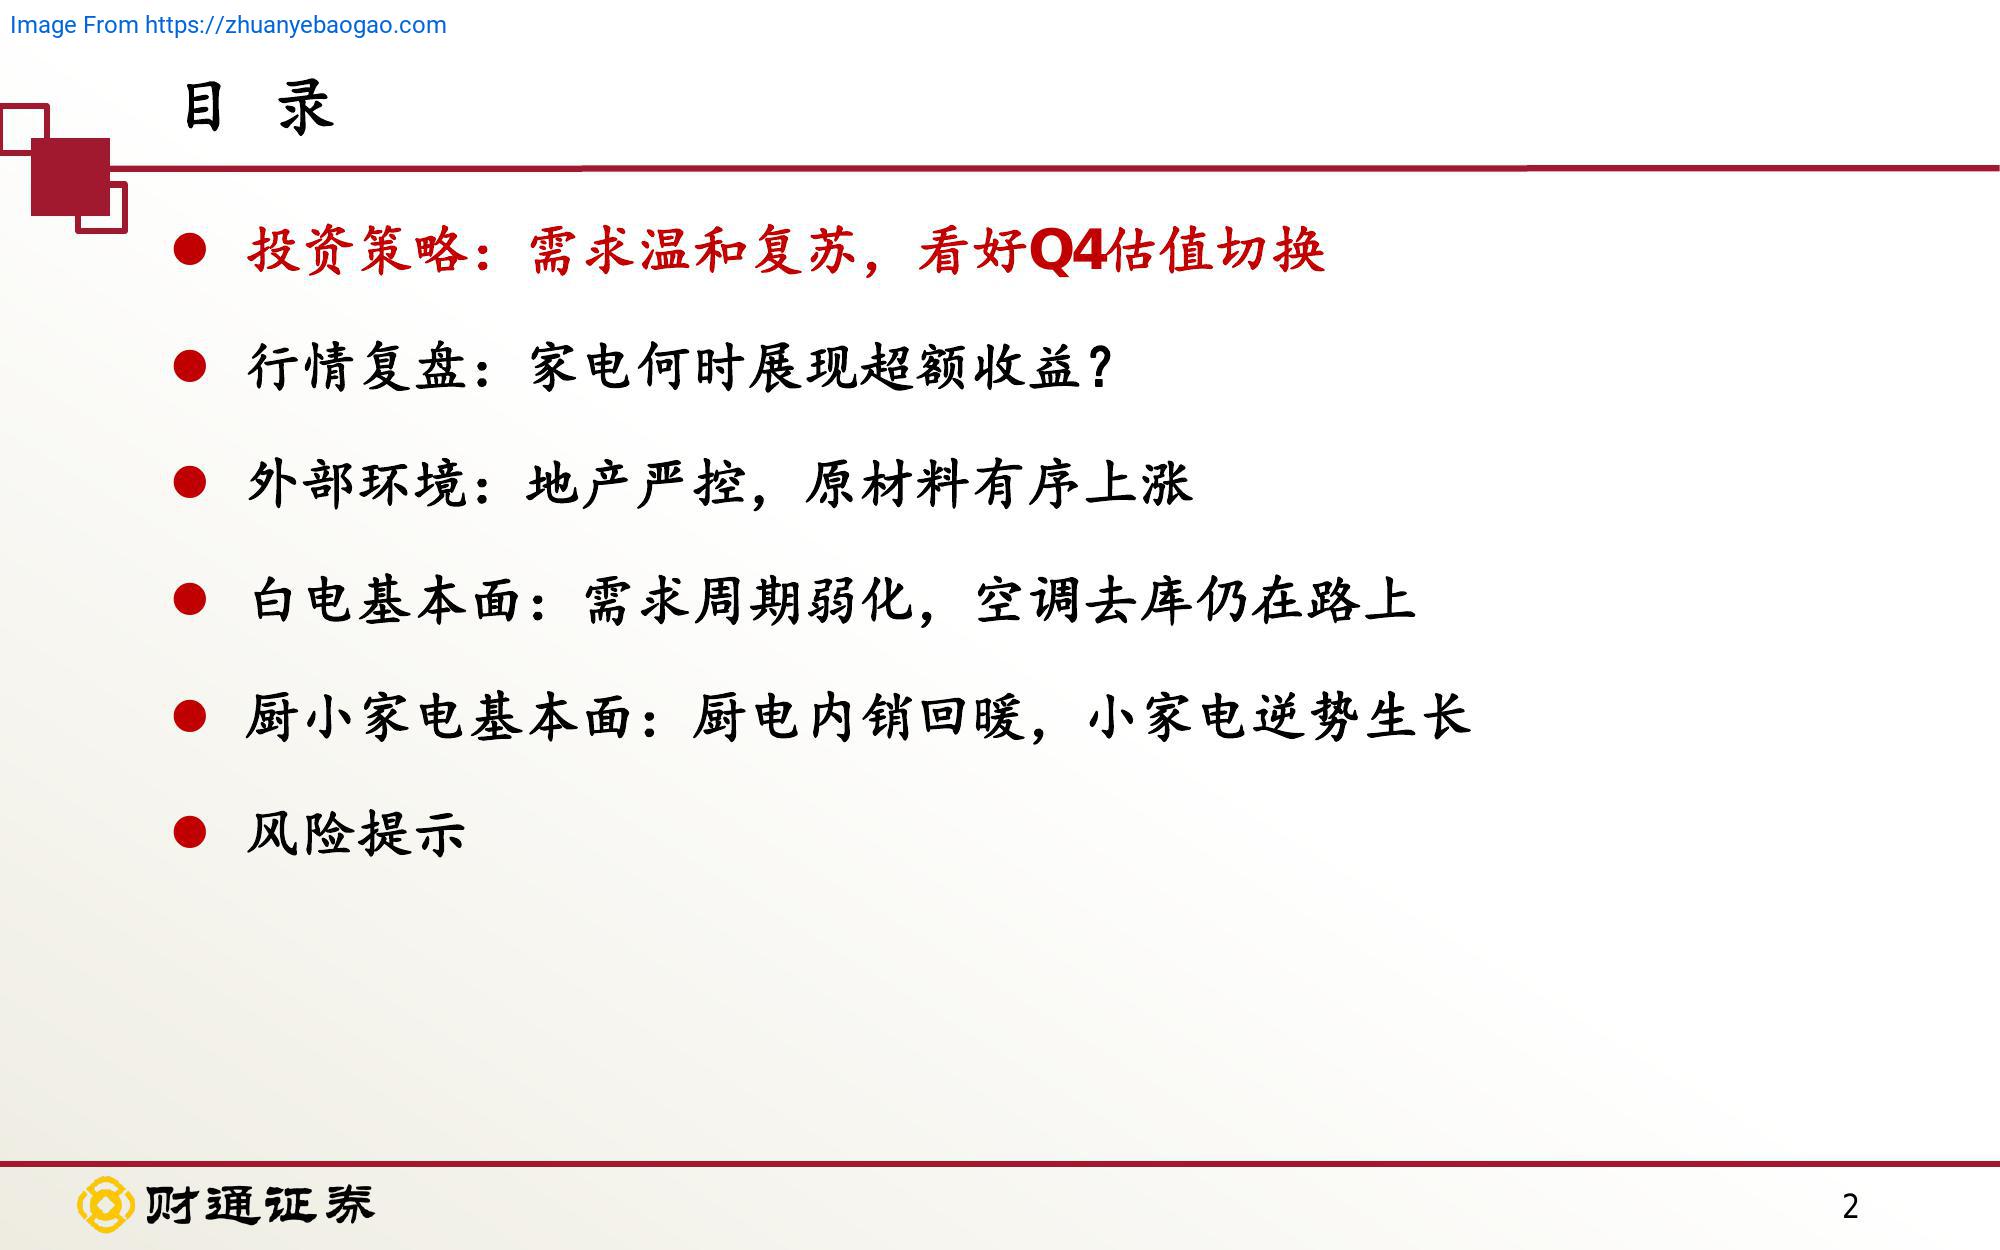 Image From https://zhuanyebaogao.com
目 录
● 投资策略：需求温和复苏，看好Q4估值切换
● 行情复盘：家电何时展现超额收益？
● 外部环境：地产严控，原材料有序上涨
● 白电基本面：需求周期弱化，空调去库仍在路上
● 厨小家电基本面：厨电内销回暖，小家电逆势生长
● 风险提示
财通证券
2